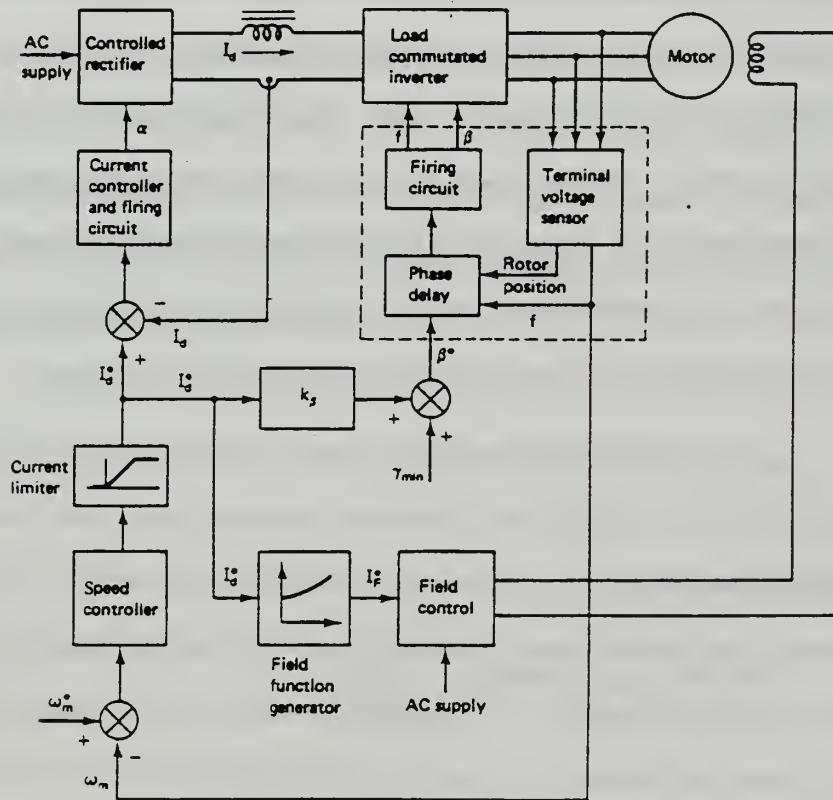 AC
supply
Controlled
rectifier
I_d
Load
commutated
inverter
Motor
α
f
β
Current
controller
and firing
circuit
Firing
circuit
Terminal
voltage
sensor
Phase
delay
Rotor
position
f
−
I_d
+
I_d*
I_d*
k_β
β*
+
+
γ_min
Current
limiter
Speed
controller
I_d*
I_F*
Field
control
Field
function
generator
AC supply
ω_m*
+
−
ω_m